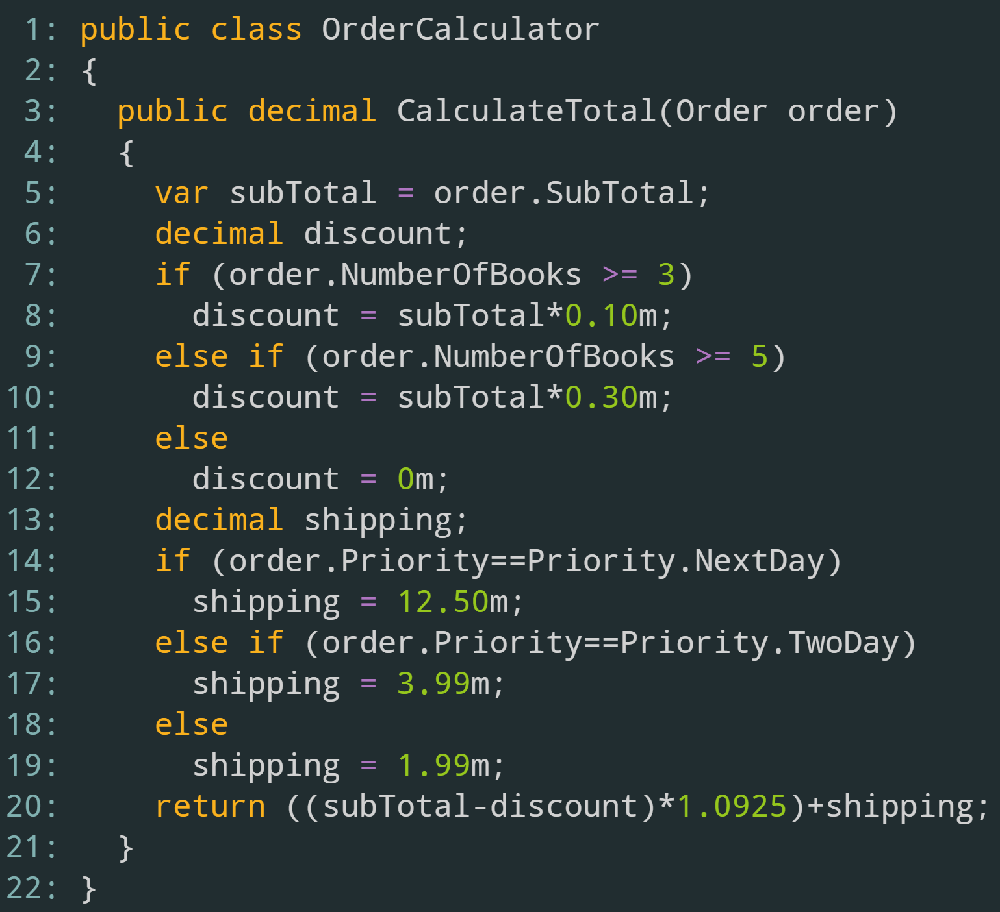 1: public class OrderCalculator
2: {
3:   public decimal CalculateTotal(Order order)
4:   {
5:     var subTotal = order.SubTotal;
6:     decimal discount;
7:     if (order.NumberOfBooks >= 3)
8:       discount = subTotal*0.10m;
9:     else if (order.NumberOfBooks >= 5)
10:       discount = subTotal*0.30m;
11:     else
12:       discount = 0m;
13:     decimal shipping;
14:     if (order.Priority==Priority.NextDay)
15:       shipping = 12.50m;
16:     else if (order.Priority==Priority.TwoDay)
17:       shipping = 3.99m;
18:     else
19:       shipping = 1.99m;
20:     return ((subTotal-discount)*1.0925)+shipping;
21:   }
22: }